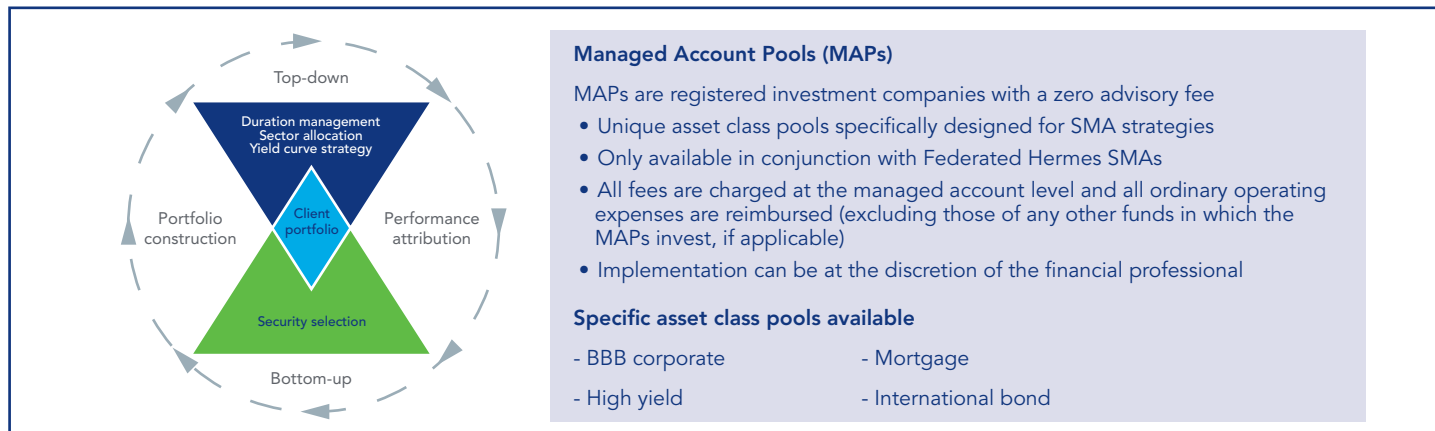 Top-down
Duration management
Sector allocation
Yield curve strategy
Portfolio
construction
Client
portfolio
Performance
attribution
Security selection
Bottom-up
Managed Account Pools (MAPs)
MAPs are registered investment companies with a zero advisory fee
• Unique asset class pools specifically designed for SMA strategies
• Only available in conjunction with Federated Hermes SMAs
• All fees are charged at the managed account level and all ordinary operating
expenses are reimbursed (excluding those of any other funds in which the
MAPs invest, if applicable)
• Implementation can be at the discretion of the financial professional
Specific asset class pools available
- BBB corporate - Mortgage
- High yield - International bond